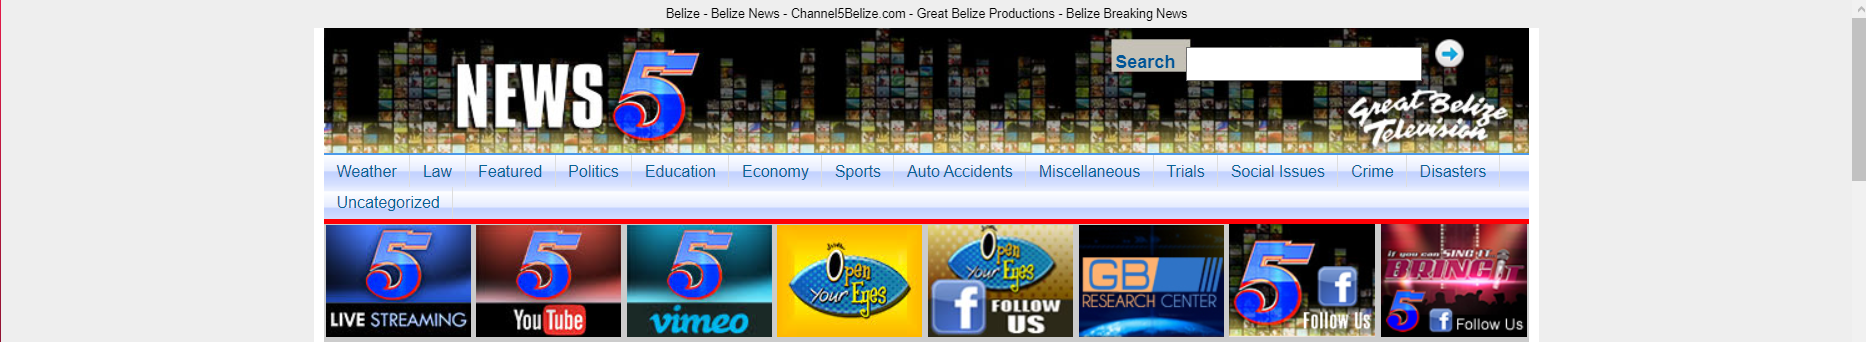 Belize - Belize News - Channel5Belize.com - Great Belize Productions - Belize Breaking News
NEWS 5
Search
Great Belize
Television
Weather Law Featured Politics Education Economy Sports Auto Accidents Miscellaneous Trials Social Issues Crime Disasters
Uncategorized
5
LIVE STREAMING
5
YouTube
5
vimeo
Open
Your Eyes
Open
Your Eyes
f FOLLOW
US
GB
RESEARCH CENTER
5 f
Follow Us
if you can SING IT
BRING IT
5 f Follow Us